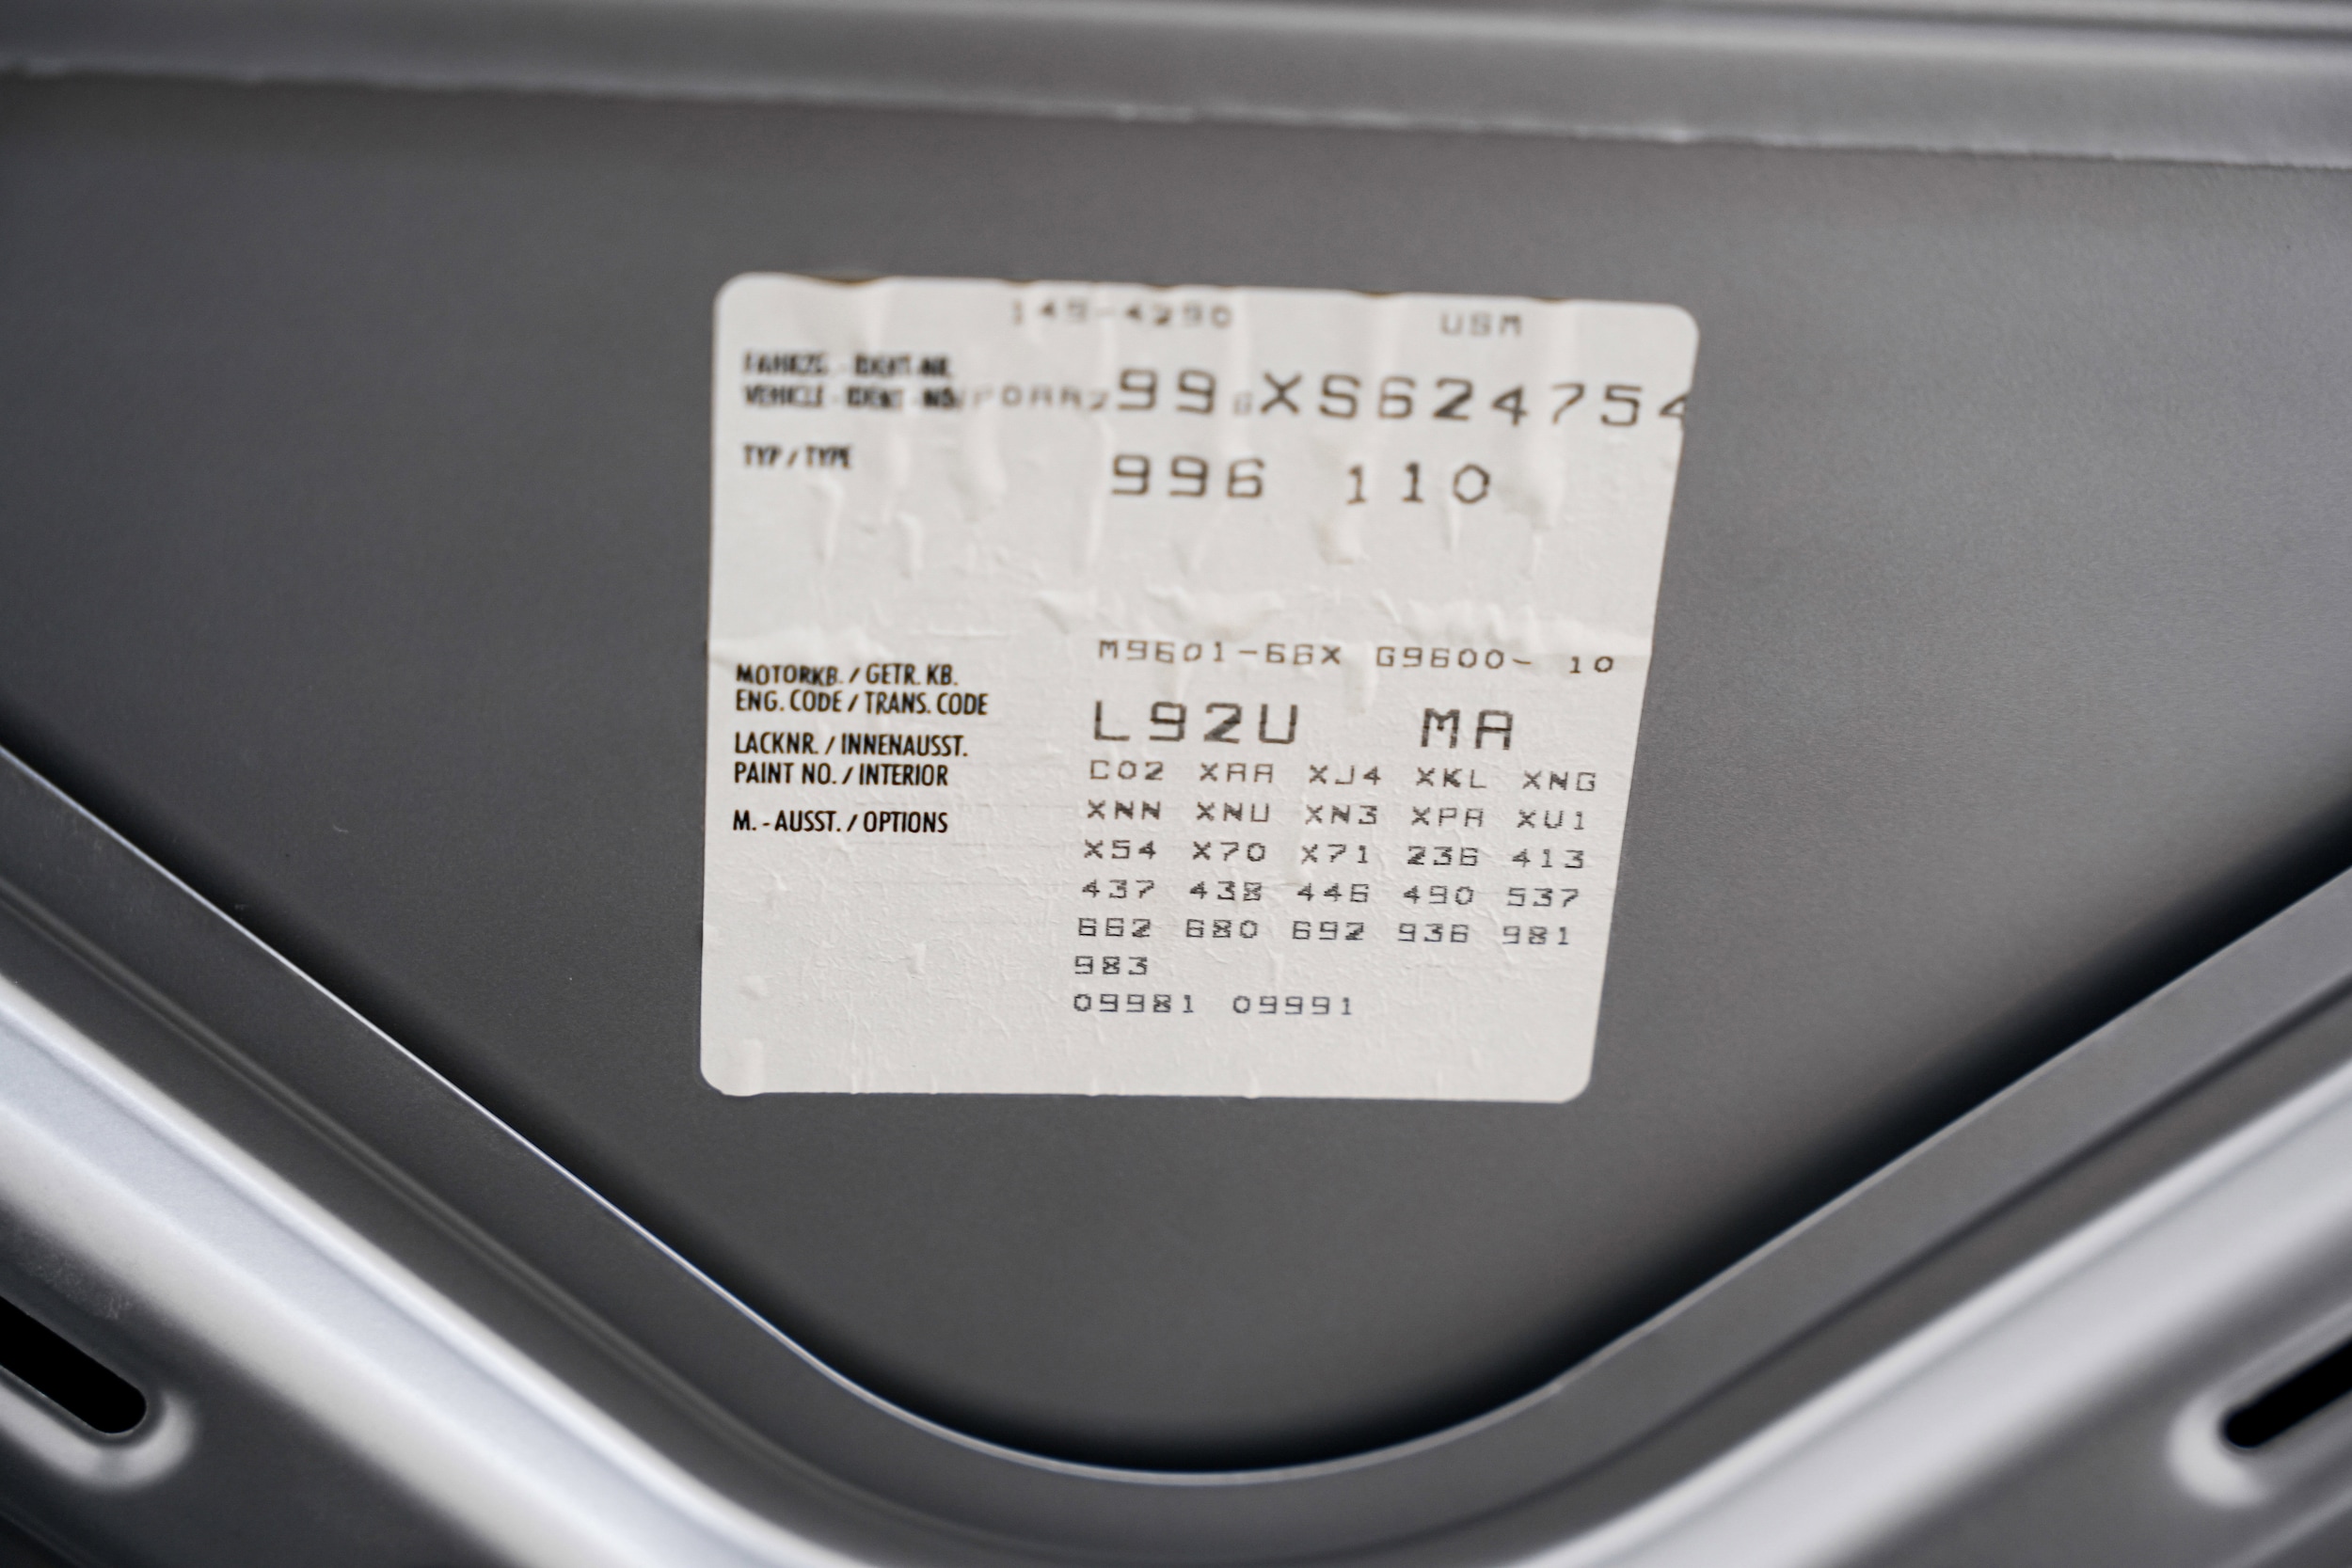 149-4290 USM
FAHRZG. - IDENT-NR.
VEHICLE - IDENT - NO. 99 XS624754
TYP / TYPE 996 110
M9601-66X G9600- 10
MOTORKB. / GETR. KB.
ENG. CODE / TRANS. CODE
L92U MA
LACKNR. / INNENAUSST.
PAINT NO. / INTERIOR
C02 XAA XJ4 XKL XNG
XNN XNU XN3 XPA XU1
M. - AUSST. / OPTIONS
X54 X70 X71 236 413
437 438 446 490 537
662 680 692 936 981
983
09981 09991